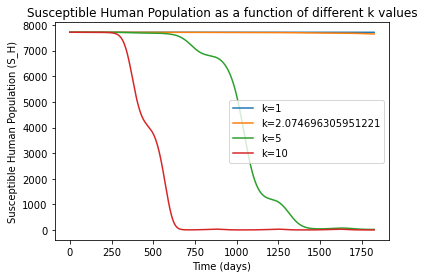 Susceptible Human Population as a function of different k values
Susceptible Human Population (S_H)
8000
7000
6000
5000
4000
3000
2000
1000
0
k=1
k=2.074696305951221
k=5
k=10
0 250 500 750 1000 1250 1500 1750
Time (days)